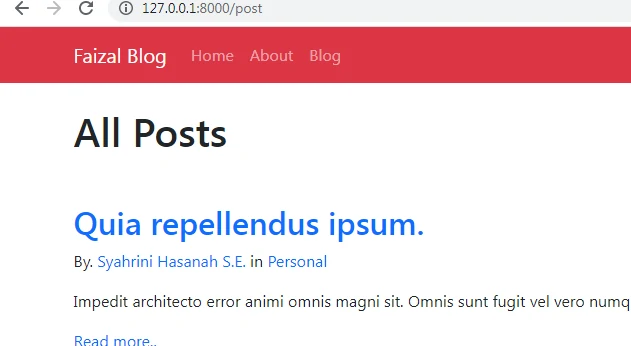 127.0.0.1:8000/post
Faizal Blog Home About Blog
All Posts
Quia repellendus ipsum.
By. Syahrini Hasanah S.E. in Personal
Impedit architecto error animi omnis magni sit. Omnis sunt fugit vel vero numq
Read more..